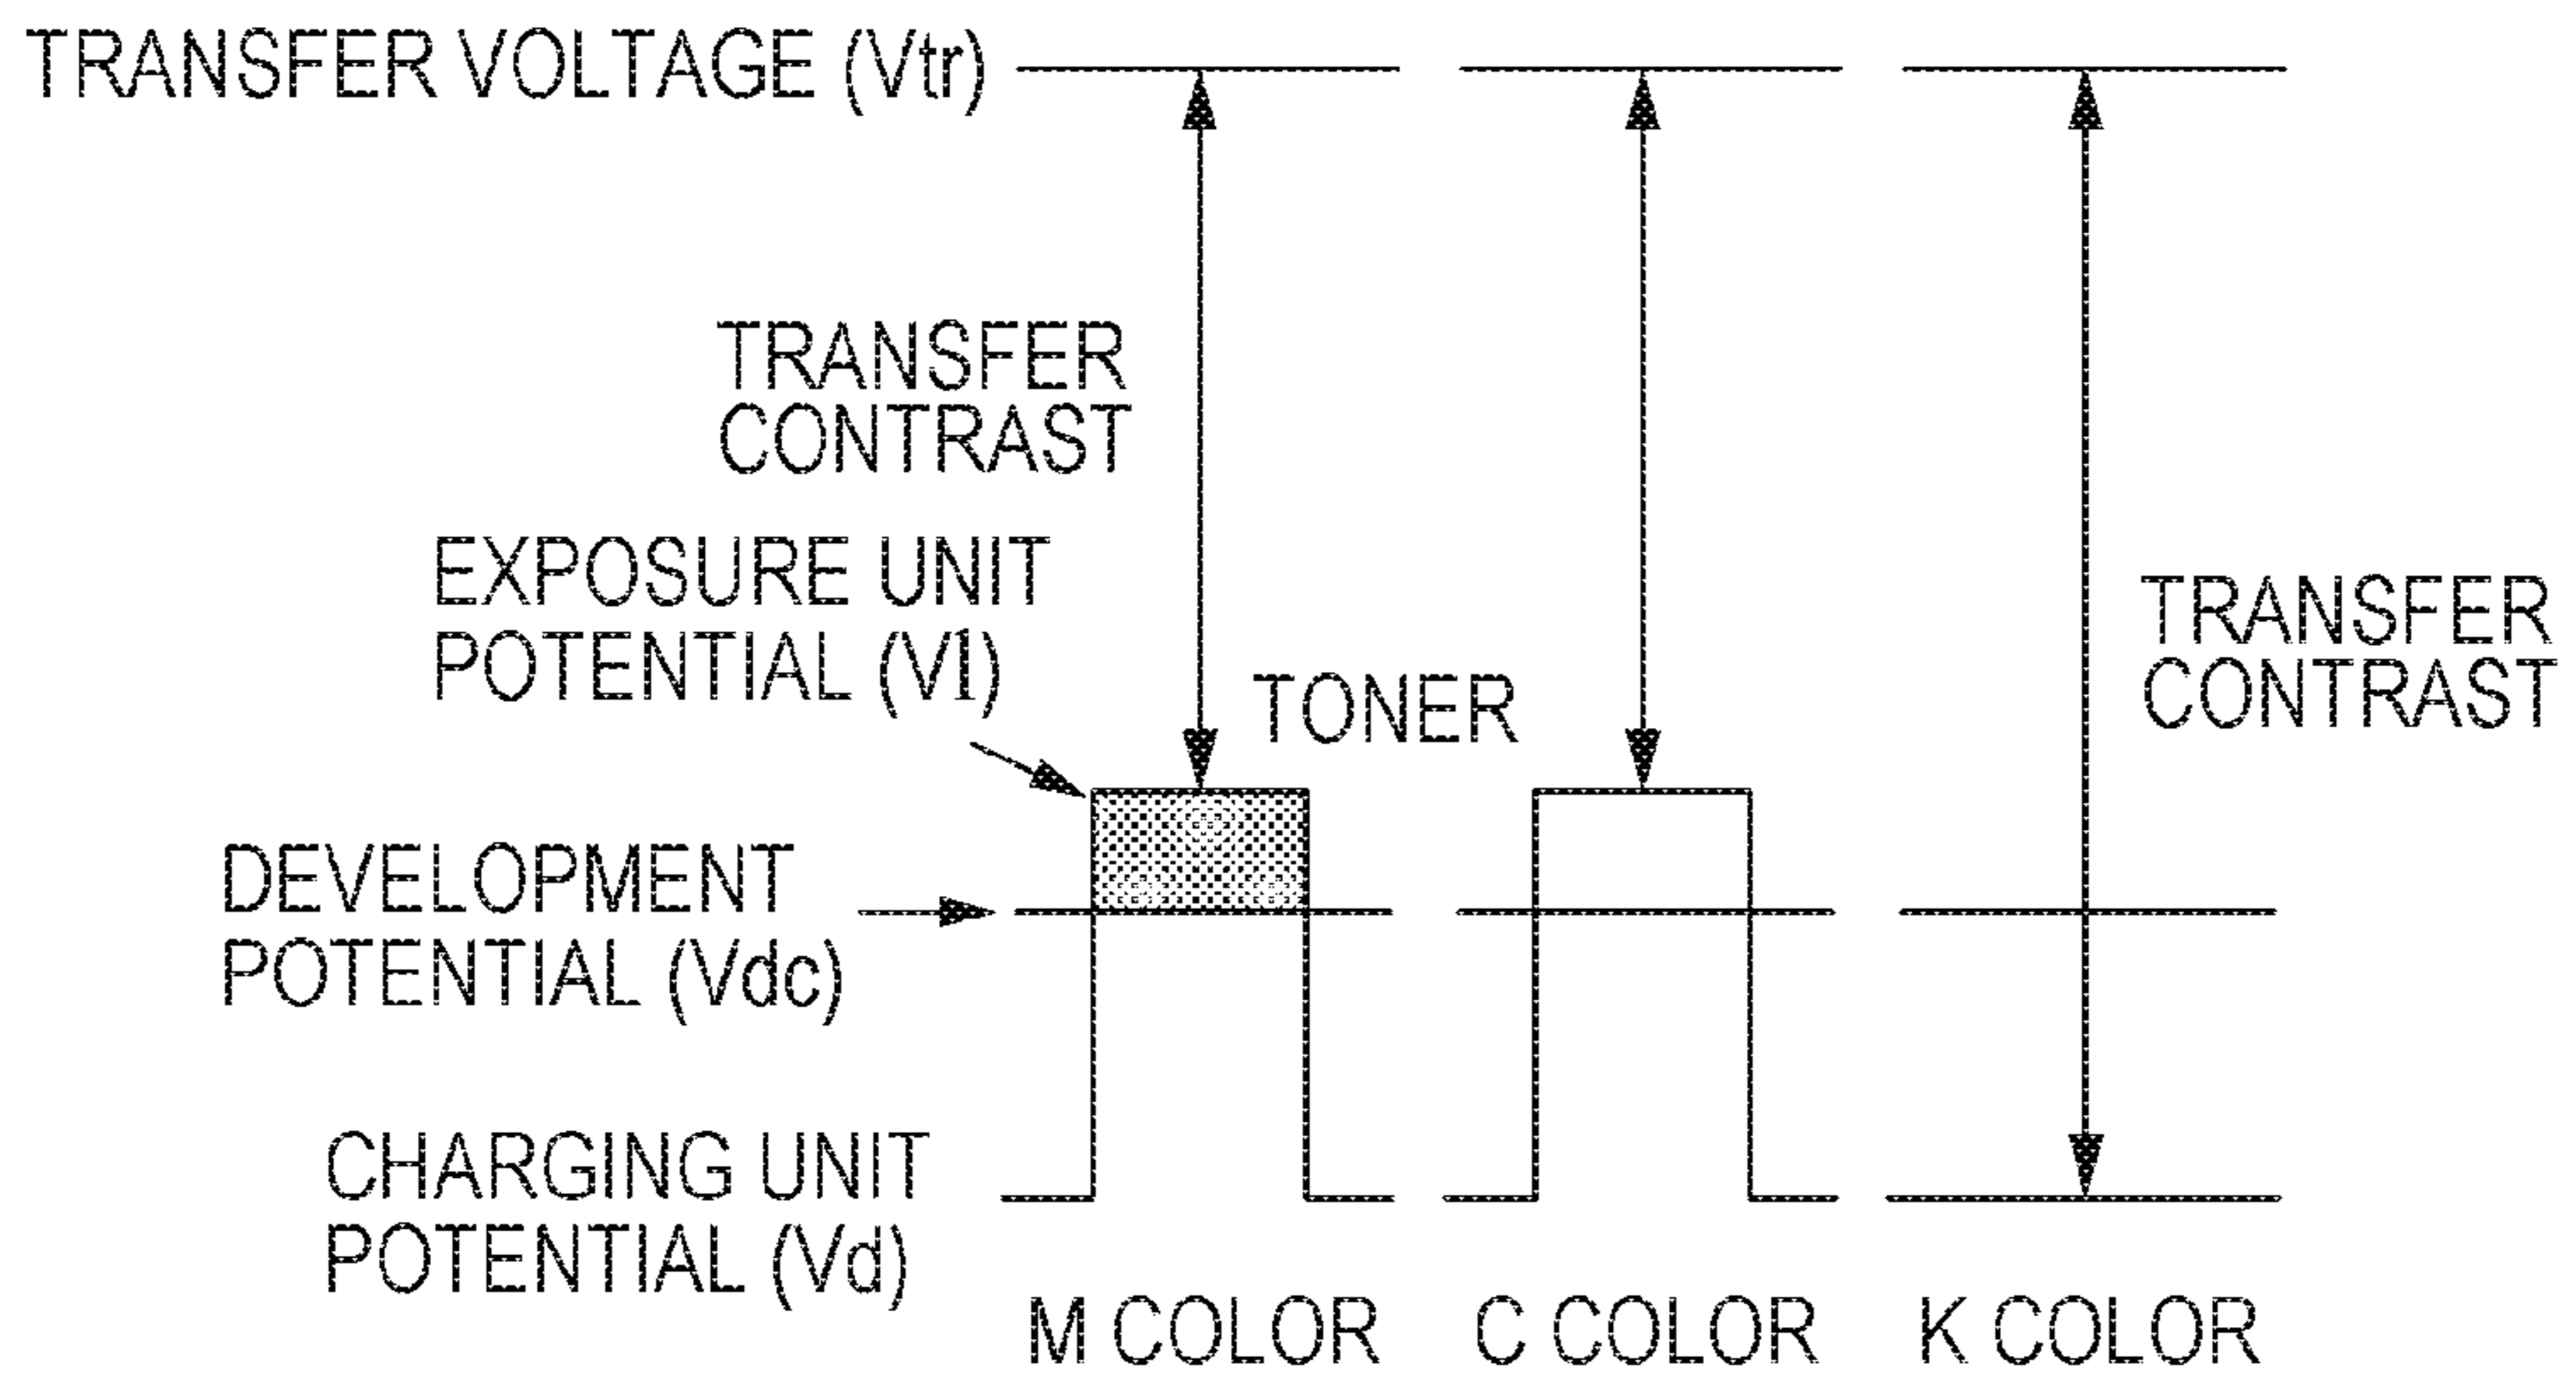 TRANSFER VOLTAGE (Vtr)
TRANSFER
CONTRAST
EXPOSURE UNIT
POTENTIAL (Vl)
TONER
TRANSFER
CONTRAST
DEVELOPMENT
POTENTIAL (Vdc)
CHARGING UNIT
POTENTIAL (Vd)
M COLOR
C COLOR
K COLOR